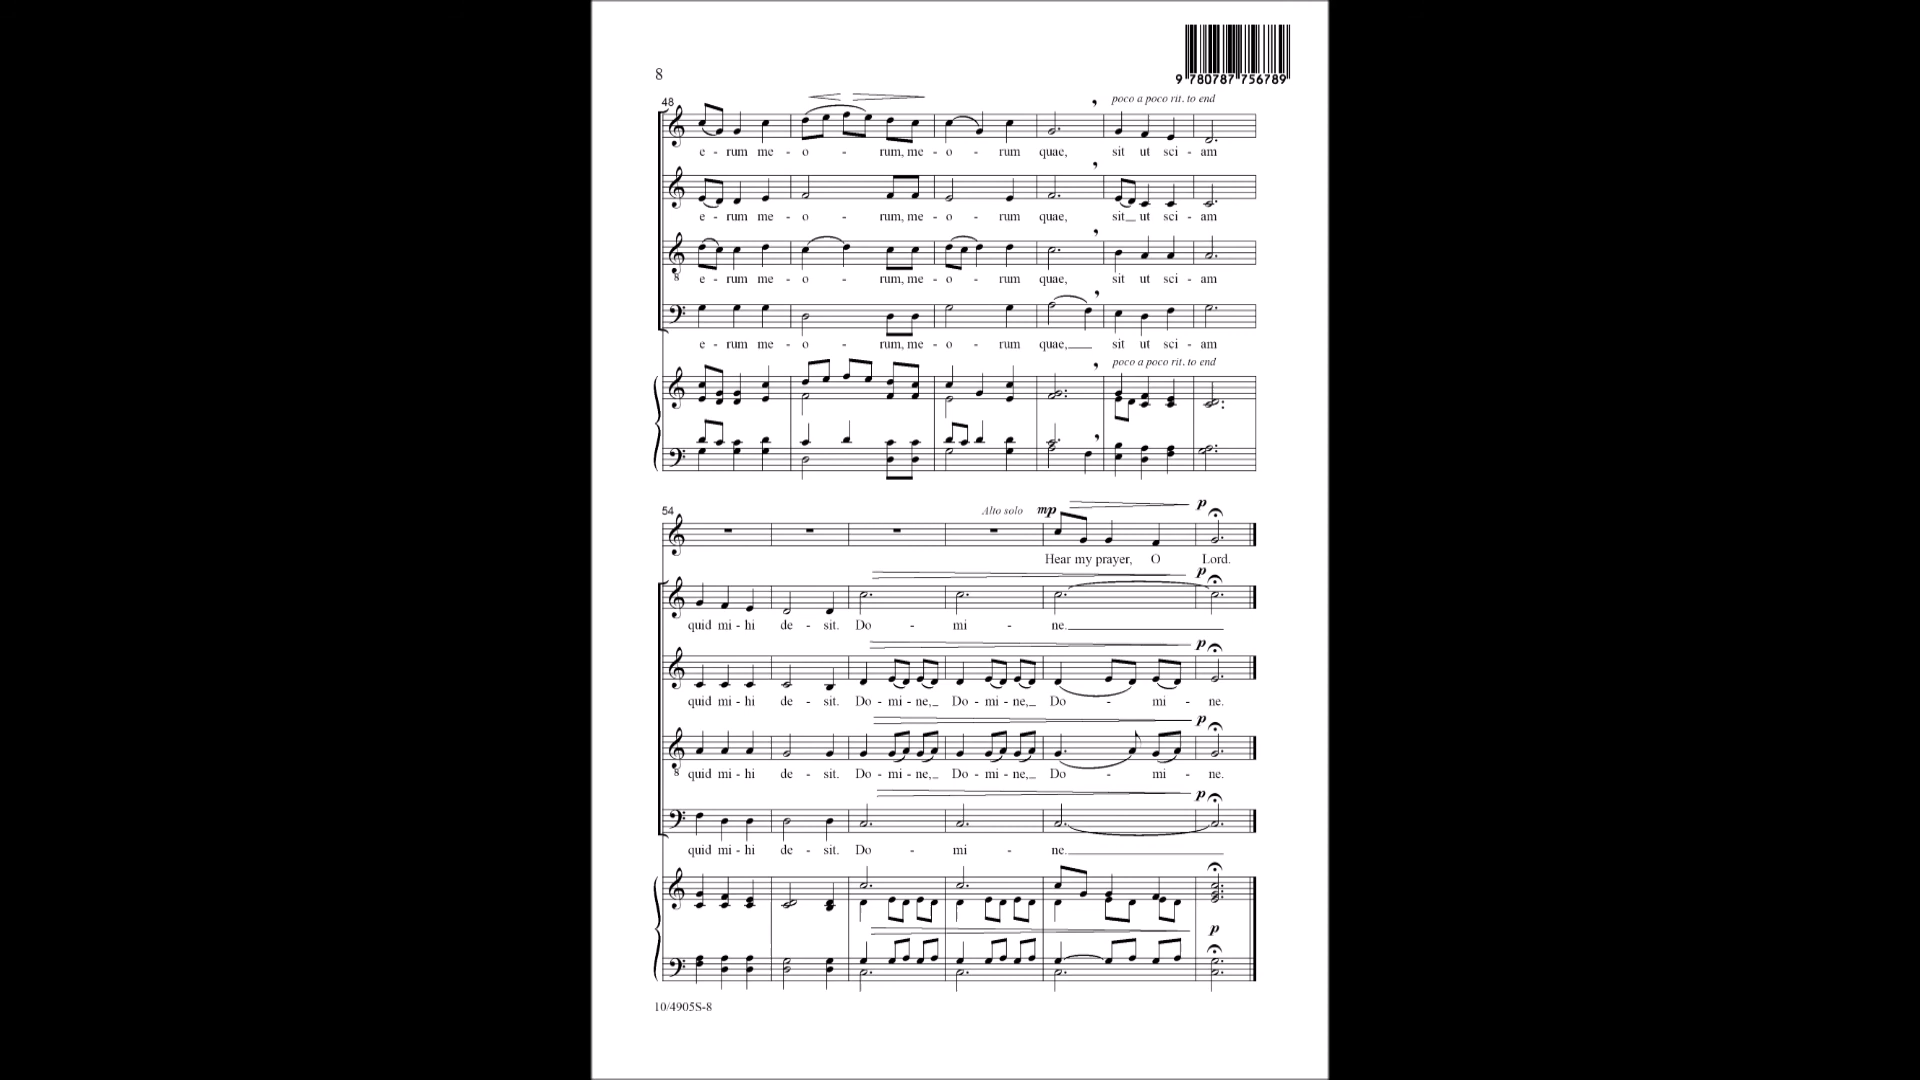 9 780787 756789
8
48
poco a poco rit. to end
e - rum me - o - rum, me - o - rum quae, sit ut sci - am
e - rum me - o - rum, me - o - rum quae, sit_ ut sci - am
e - rum me - o - rum, me - o - rum quae, sit ut sci - am
e - rum me - o - rum, me - o - rum quae,__ sit ut sci - am
poco a poco rit. to end
54
Alto solo mp p
Hear my prayer, O Lord.
p
quid mi - hi de - sit. Do - mi - ne.__
p
quid mi - hi de - sit. Do - mi - ne,_ Do - mi - ne,_ Do - mi - ne.
p
8 quid mi - hi de - sit. Do - mi - ne,_ Do - mi - ne,_ Do - mi - ne.
p
quid mi - hi de - sit. Do - mi - ne.__
p
10/4905S-8